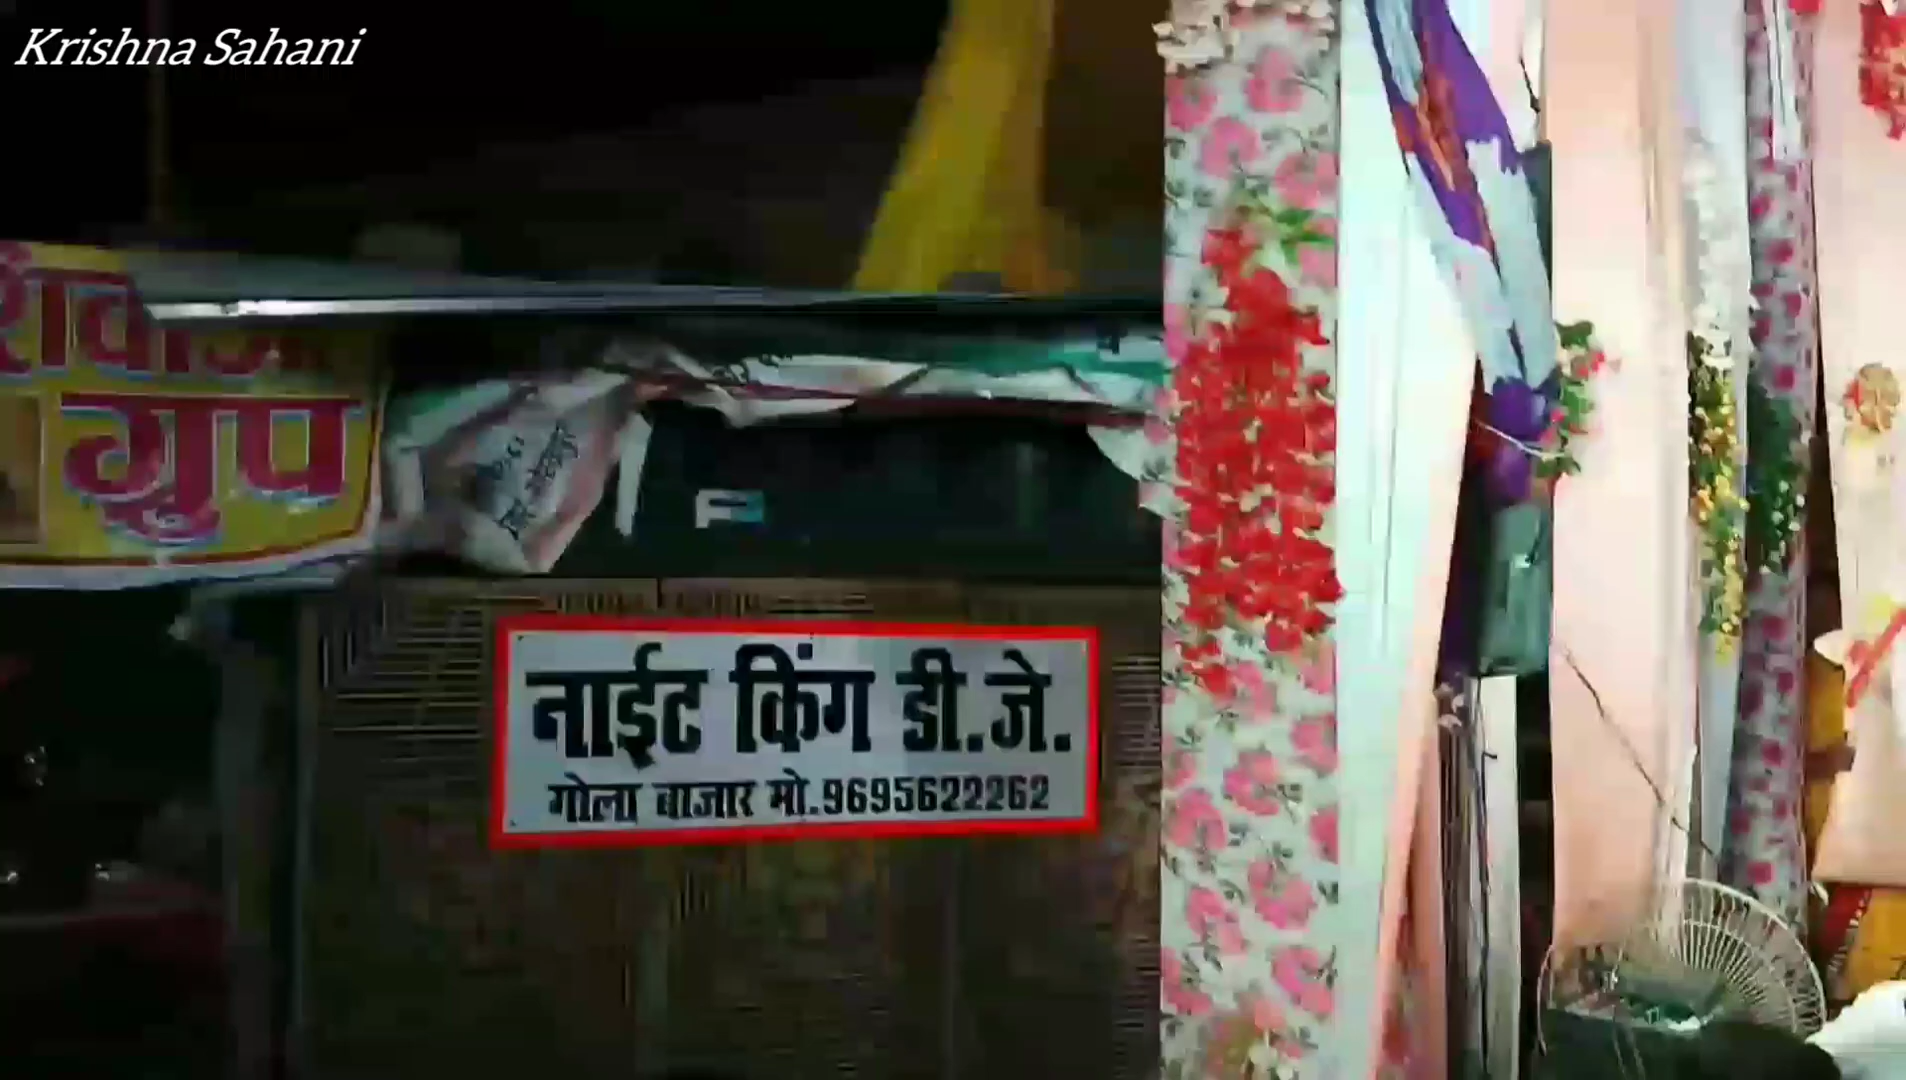 Krishna Sahani
ग्रुप
नाईट किंग डी.जे.
गोला बाजार मो.9695622262